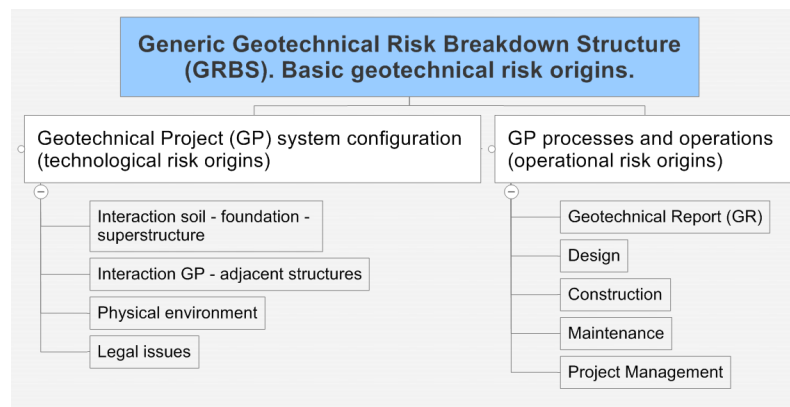 Generic Geotechnical Risk Breakdown Structure
(GRBS). Basic geotechnical risk origins.
Geotechnical Project (GP) system configuration
(technological risk origins)
Interaction soil - foundation -
superstructure
Interaction GP - adjacent structures
Physical environment
Legal issues
GP processes and operations
(operational risk origins)
Geotechnical Report (GR)
Design
Construction
Maintenance
Project Management